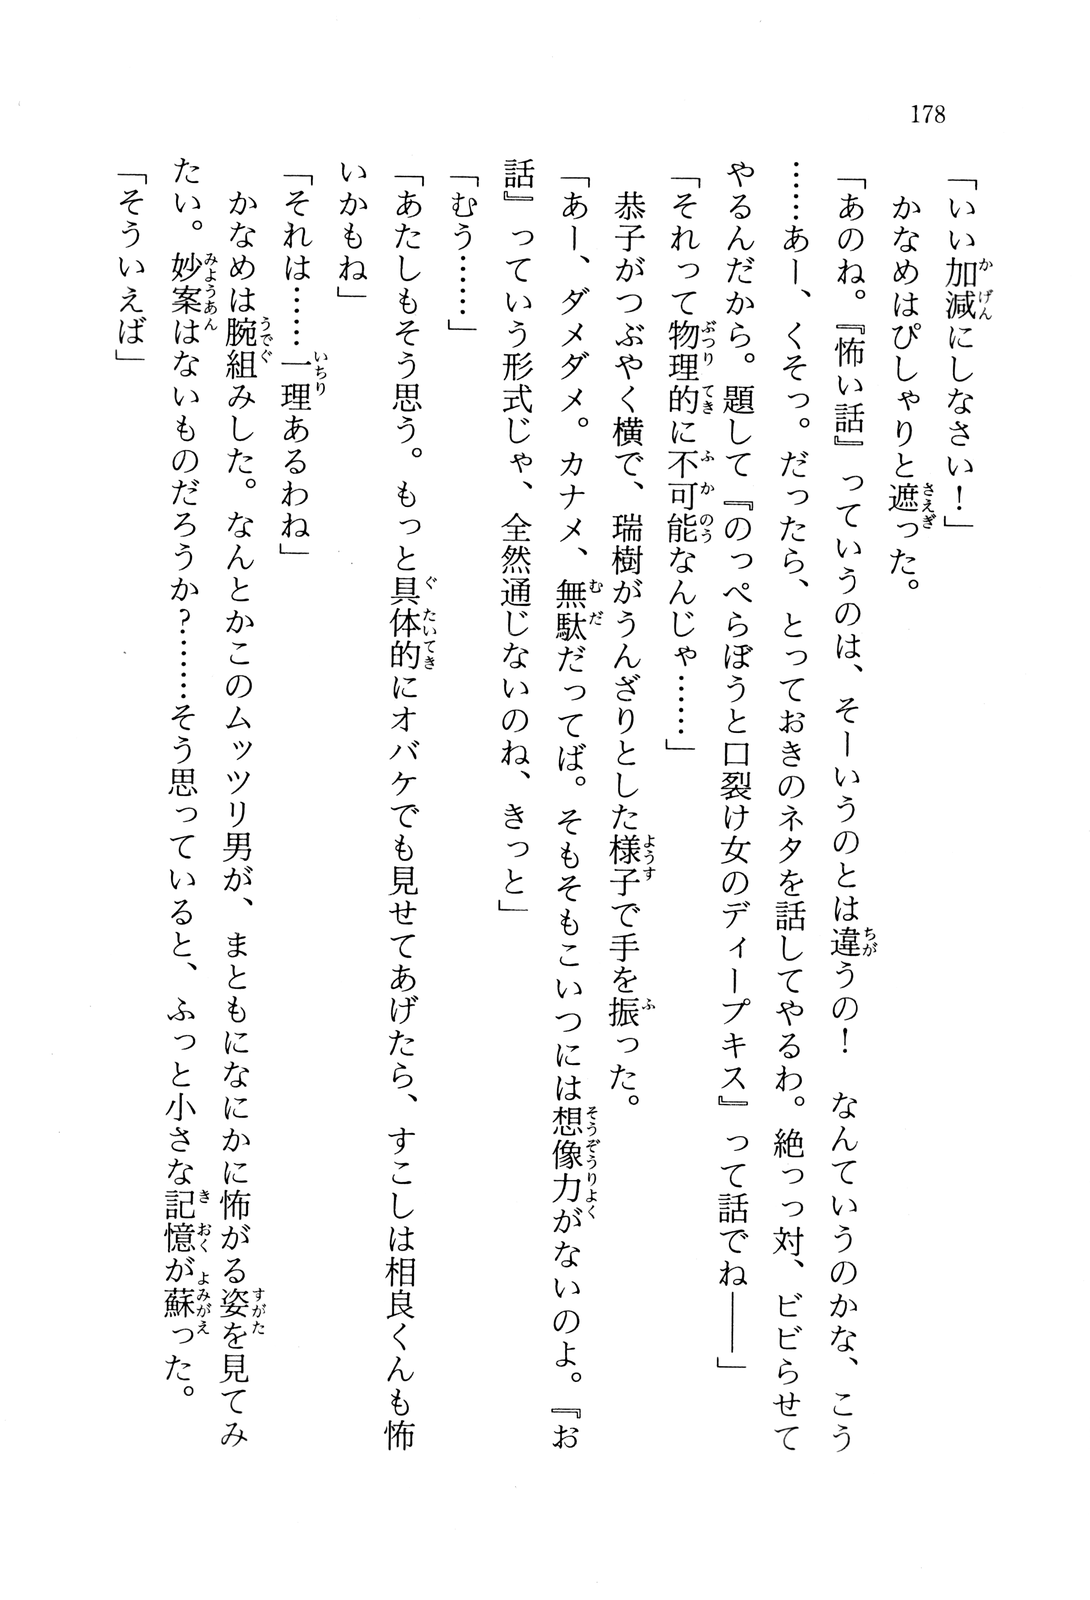 178
「いい加減にしなさい！」
　かなめはぴしゃりと遮った。
「あのね。『怖い話』っていうのは、そーいうのとは違うの！　なんていうのかな、こう
……あー、くそっ。だったら、とっておきのネタを話してやるわ。絶っっ対、ビビらせて
やるんだから。題して『のっぺらぼうと口裂け女のディープキス』って話でね――」
「それって物理的に不可能なんじゃ……」
　恭子がつぶやく横で、瑞樹がうんざりとした様子で手を振った。
「あー、ダメダメ。カナメ、無駄だってば。そもそもこいつには想像力がないのよ。『お
話』っていう形式じゃ、全然通じないのね、きっと」
「むう……」
「あたしもそう思う。もっと具体的にオバケでも見せてあげたら、すこしは相良くんも怖
いかもね」
「それは……一理あるわね」
　かなめは腕組みした。なんとかこのムッツリ男が、まともになにかに怖がる姿を見てみ
たい。妙案はないものだろうか？……そう思っていると、ふっと小さな記憶が蘇った。
「そういえば」